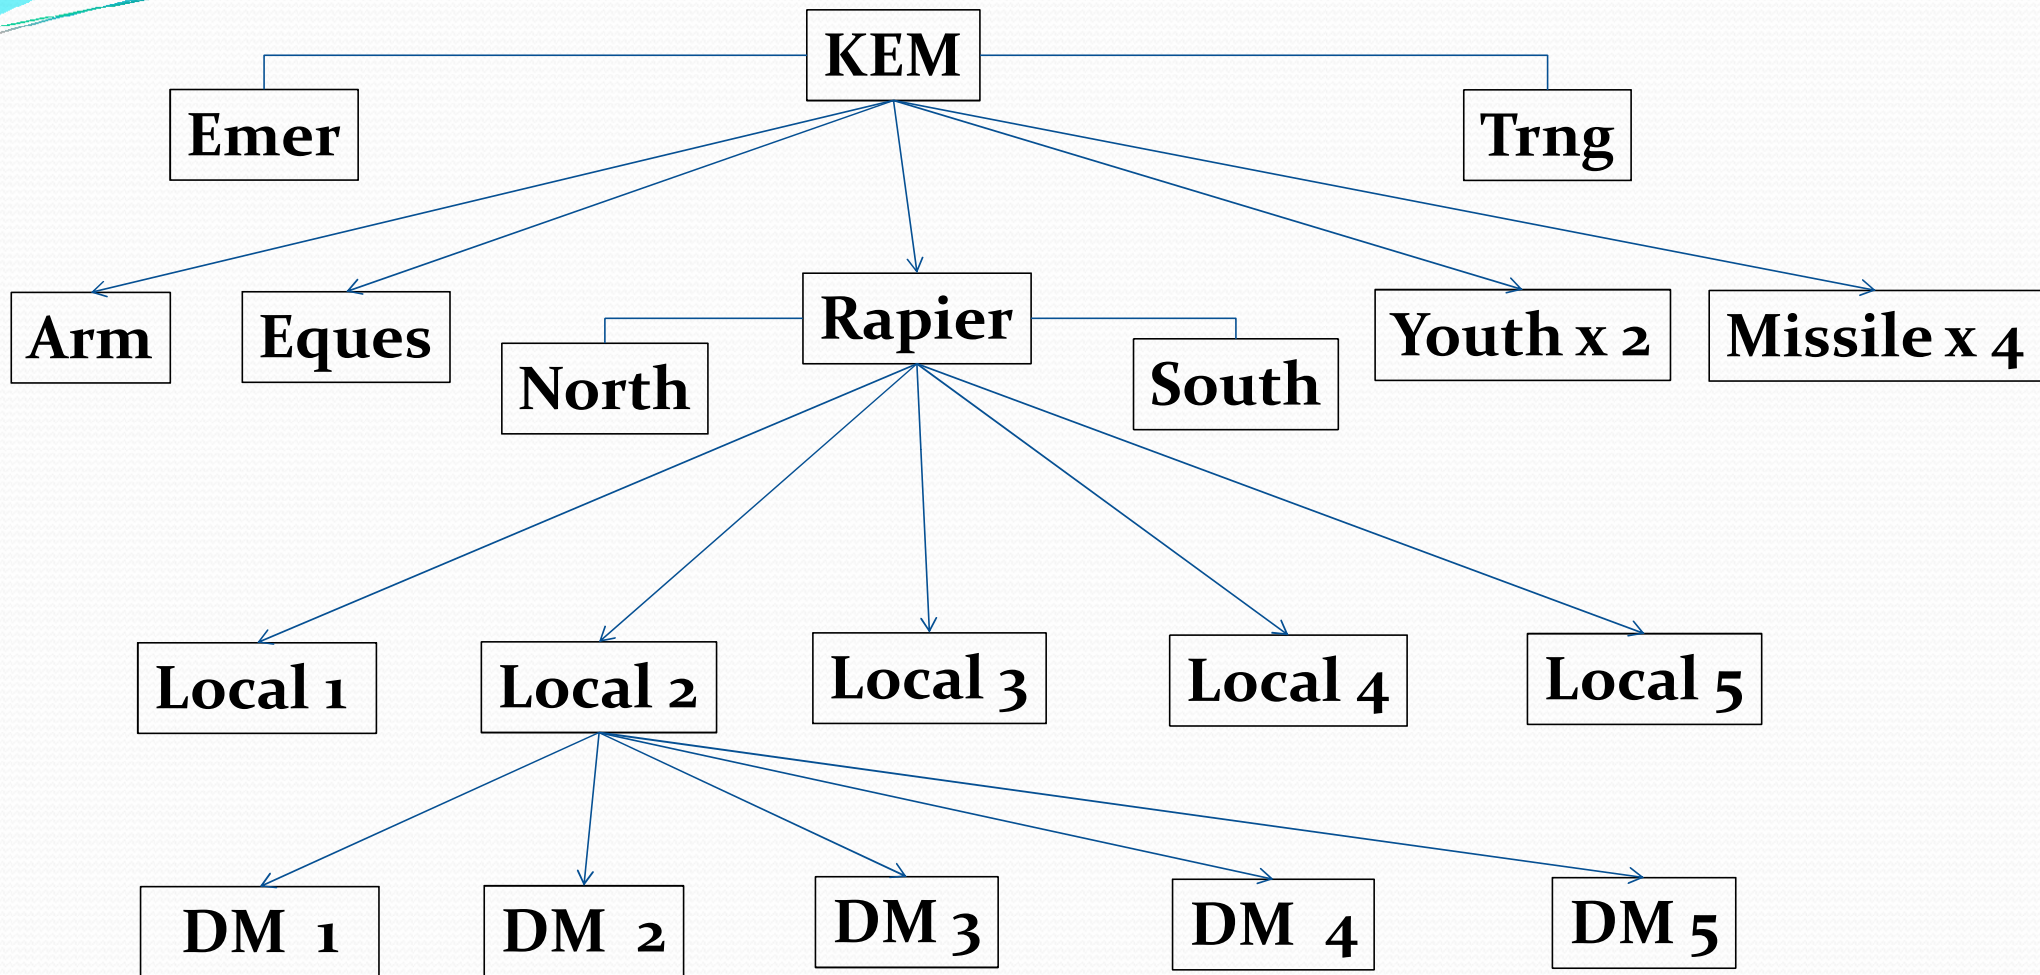 KEM
Emer
Trng
Arm
Eques
Rapier
North
South
Youth x 2
Missile x 4
Local 1
Local 2
Local 3
Local 4
Local 5
DM 1
DM 2
DM 3
DM 4
DM 5